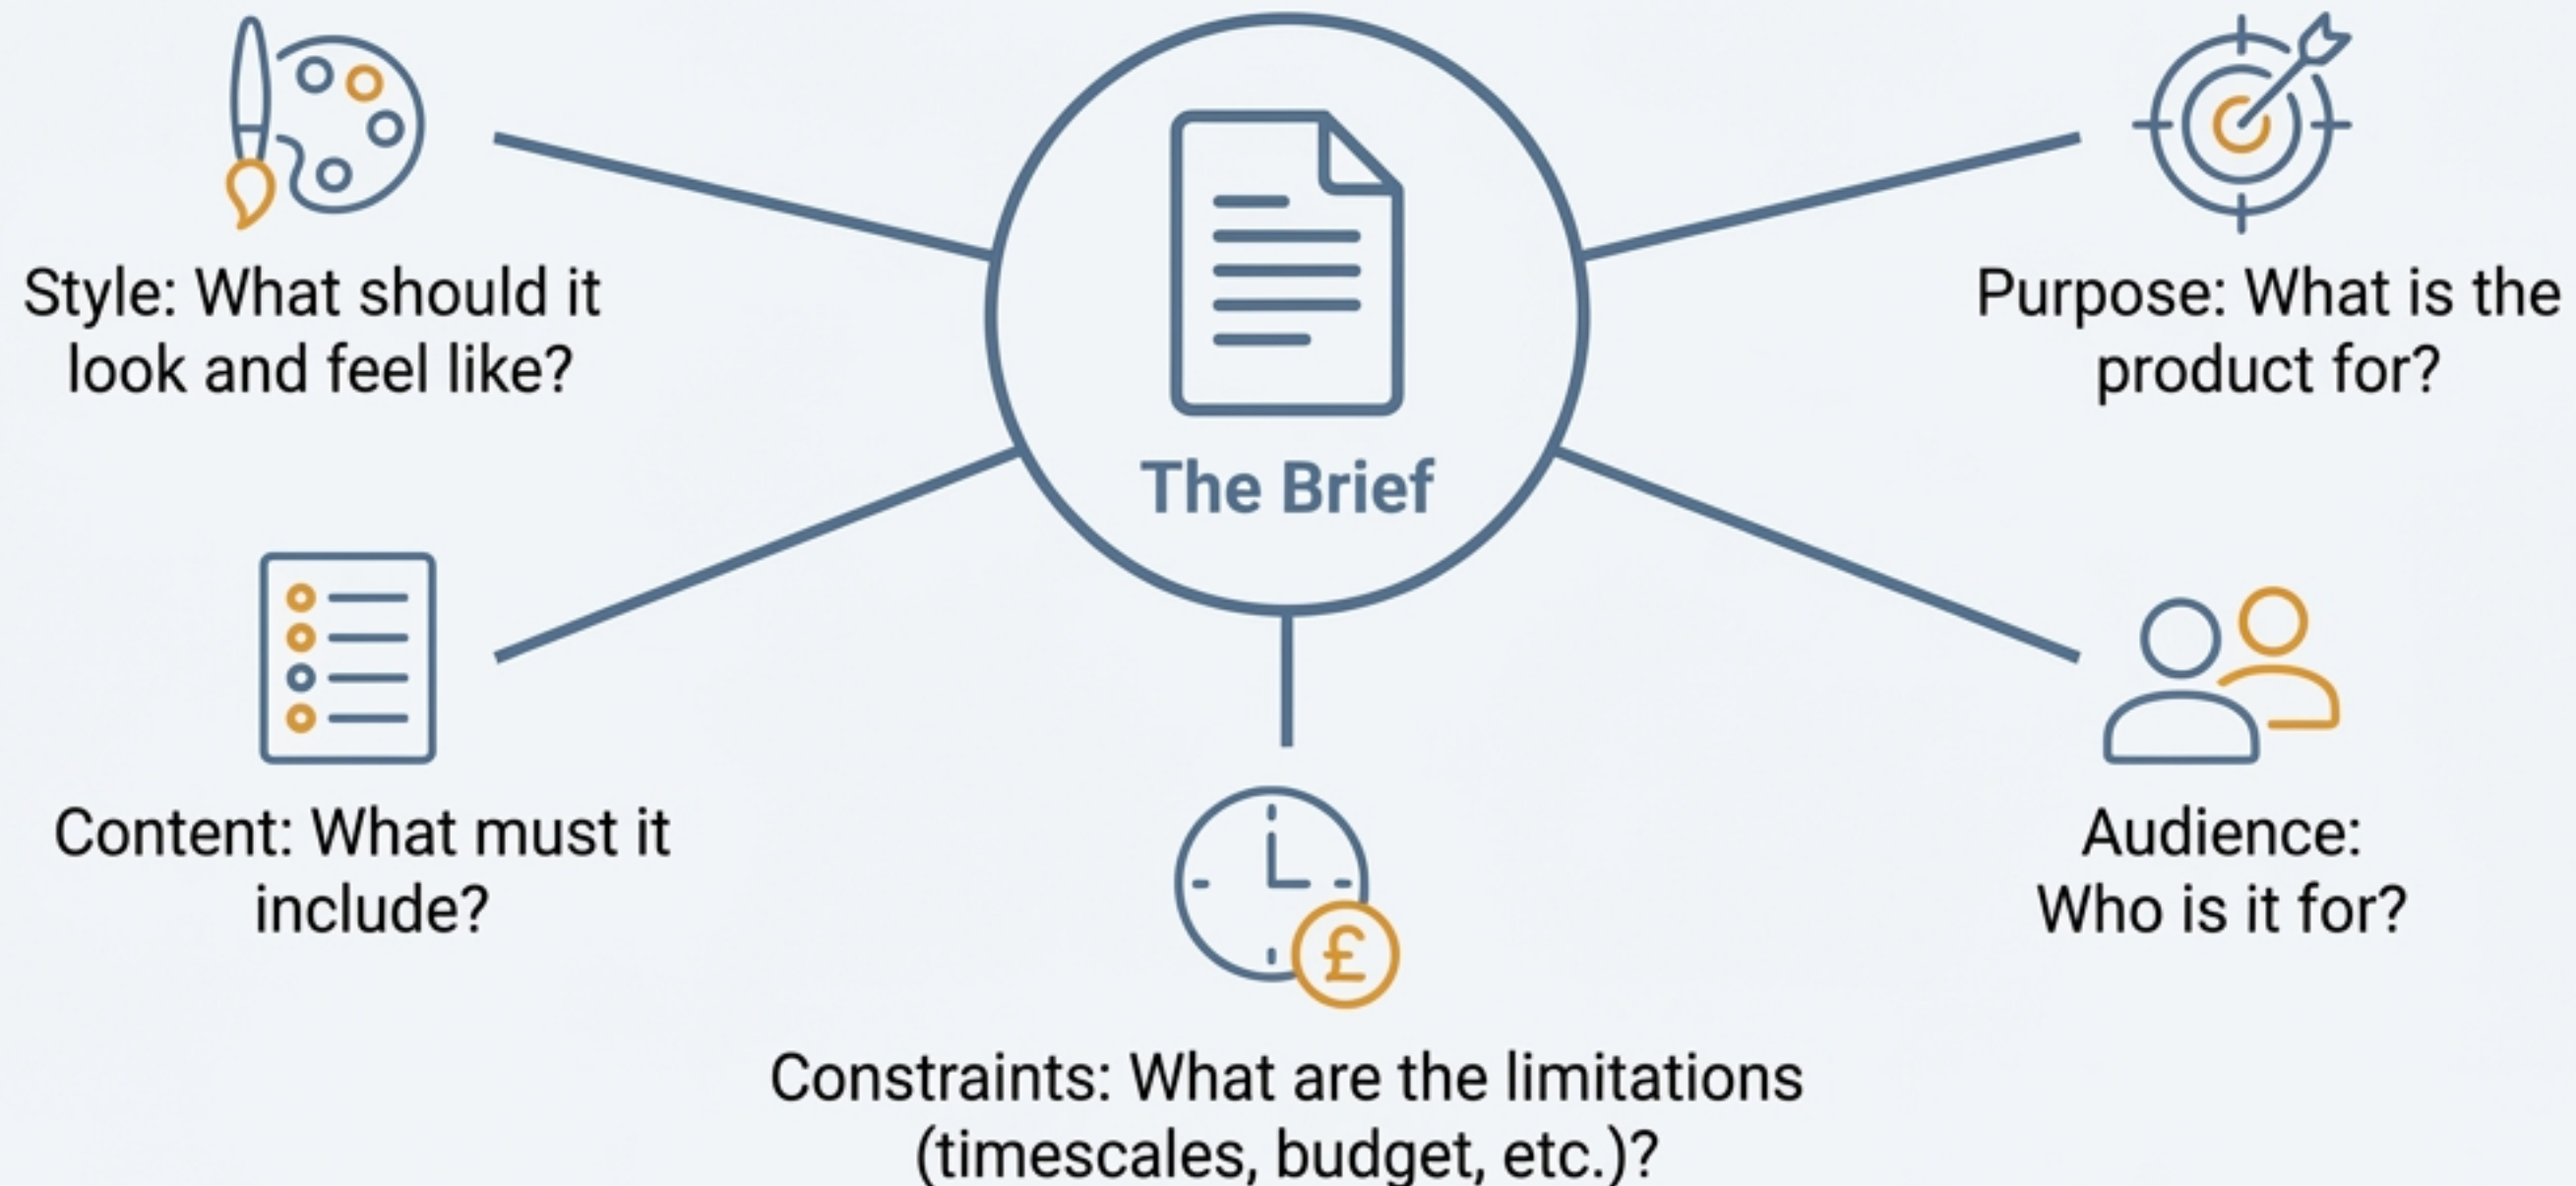 The Brief
Style: What should it
look and feel like?
Purpose: What is the
product for?
Content: What must it
include?
Audience:
Who is it for?
£
Constraints: What are the limitations
(timescales, budget, etc.)?